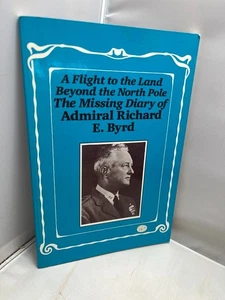 A Flight to the Land
Beyond the North Pole
The Missing Diary of
Admiral Richard
E. Byrd